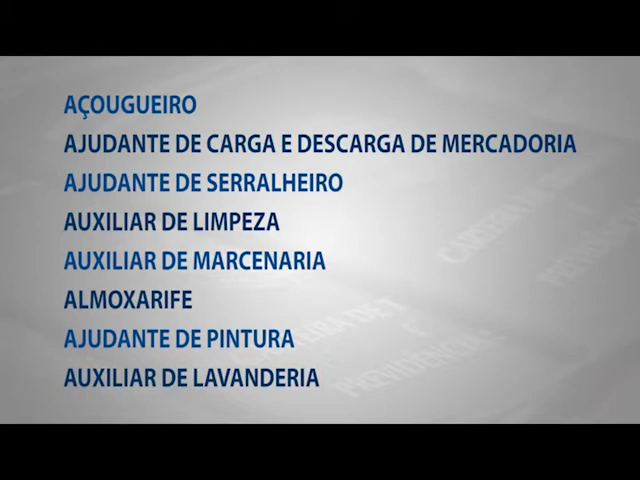 AÇOUGUEIRO
AJUDANTE DE CARGA E DESCARGA DE MERCADORIA
AJUDANTE DE SERRALHEIRO
AUXILIAR DE LIMPEZA
AUXILIAR DE MARCENARIA
ALMOXARIFE
AJUDANTE DE PINTURA
AUXILIAR DE LAVANDERIA